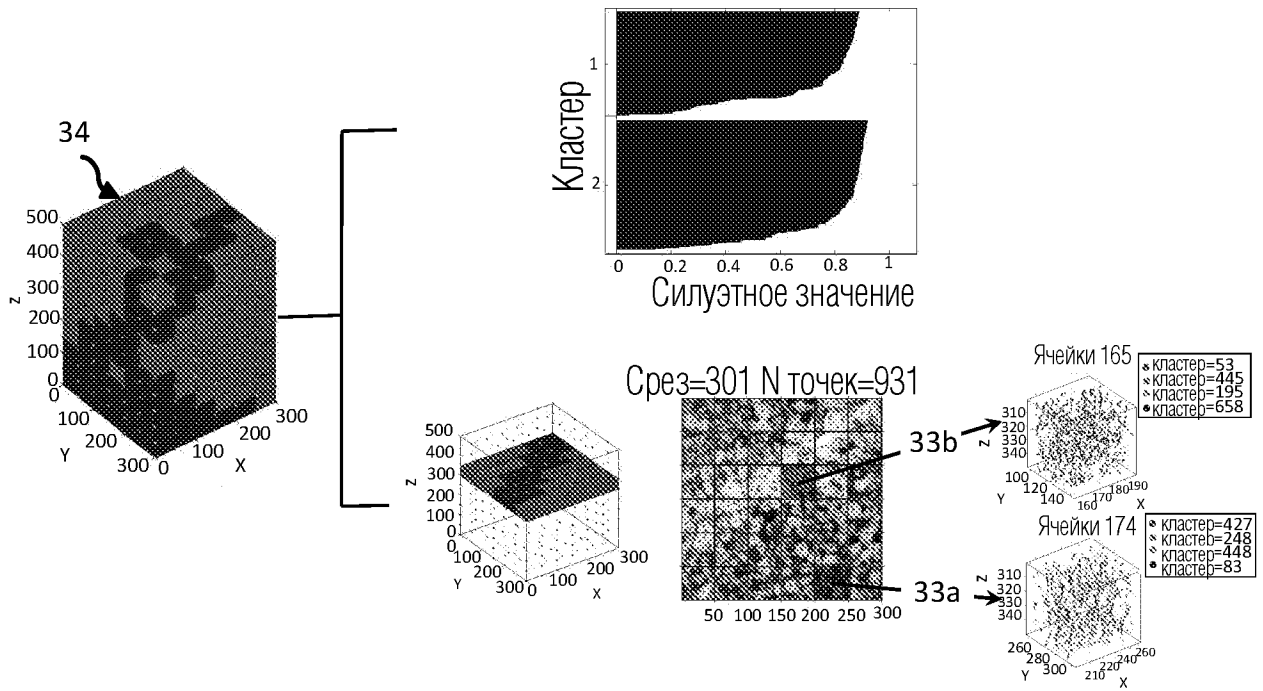 34
500
400
300
200
100
0
Z
0
100
200
300
Y
0
100
200
300
X
Кластер
1
2
0
0.2
0.4
0.6
0.8
1
Силуэтное значение
500
400
300
200
100
0
Z
0
100
200
300
Y
0
100
200
300
X
Срез=301 N точек=931
50 100 150 200 250 300
33b
33a
Ячейки 165
кластер=53
кластер=445
кластер=195
кластер=658
310
320
330
340
Z
100
120
140
Y
160
170
180
190
X
Ячейки 174
кластер=427
кластер=248
кластер=448
кластер=83
310
320
330
340
Z
260
280
300
Y
210
220
240
260
X